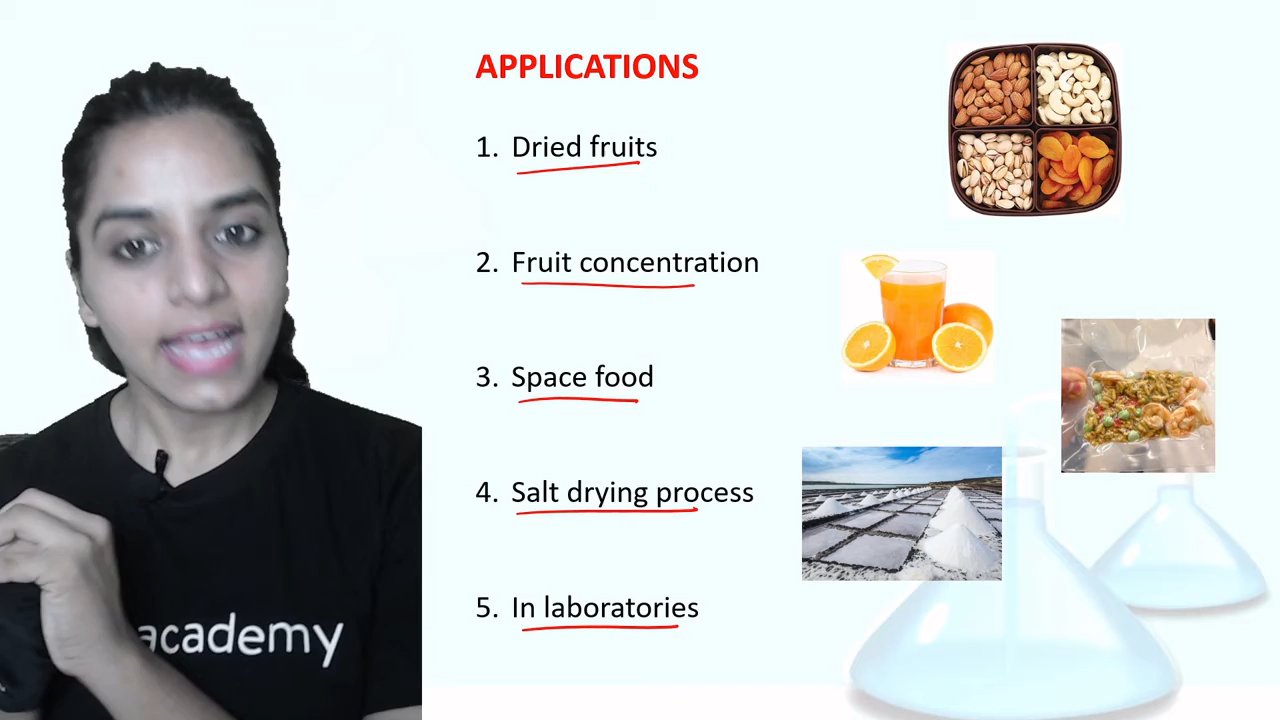 APPLICATIONS
1. Dried fruits
2. Fruit concentration
3. Space food
4. Salt drying process
5. In laboratories
academy